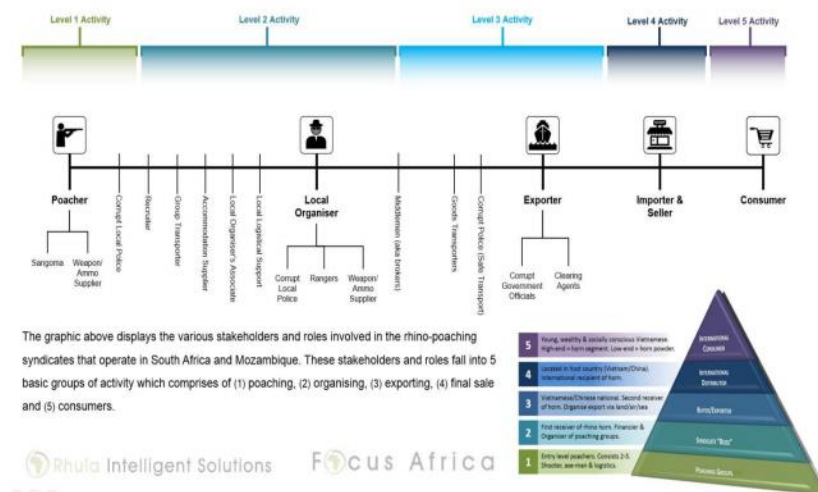 Level 1 Activity
Level 2 Activity
Level 3 Activity
Level 4 Activity
Level 5 Activity
Poacher
Corrupt Local Police
Recruiter
Group Transporter
Accommodation Supplier
Local Organiser's Associate
Local Logistical Support
Local
Organiser
Middlemen (aka brokers)
Goods Transporters
Corrupt Police (Safe Transport)
Exporter
Importer &
Seller
Consumer
Sangoma
Weapon/
Ammo
Supplier
Corrupt
Local
Police
Rangers
Weapon/
Ammo
Supplier
Corrupt
Government
Officials
Clearing
Agents
The graphic above displays the various stakeholders and roles involved in the rhino-poaching
syndicates that operate in South Africa and Mozambique. These stakeholders and roles fall into 5
basic groups of activity which comprises of (1) poaching, (2) organising, (3) exporting, (4) final sale
and (5) consumers.
5
Young, wealthy & socially conscious Vietnamese.
High-end = horn segment. Low-end = horn powder.
International
Consumer
4
Located in host country (Vietnam/China).
International recipient of horn.
International
Distributor
3
Vietnamese/Chinese national. Second receiver
of horn. Organise export via land/air/sea
Buyer/Exporter
2
First receiver of rhino horn. Financier &
Organiser of poaching groups.
Syndicate "Boss"
1
Entry level poachers. Consists 2-5.
Shooter, axe-man & logistics.
Poaching Groups
Rhula Intelligent Solutions
Focus Africa